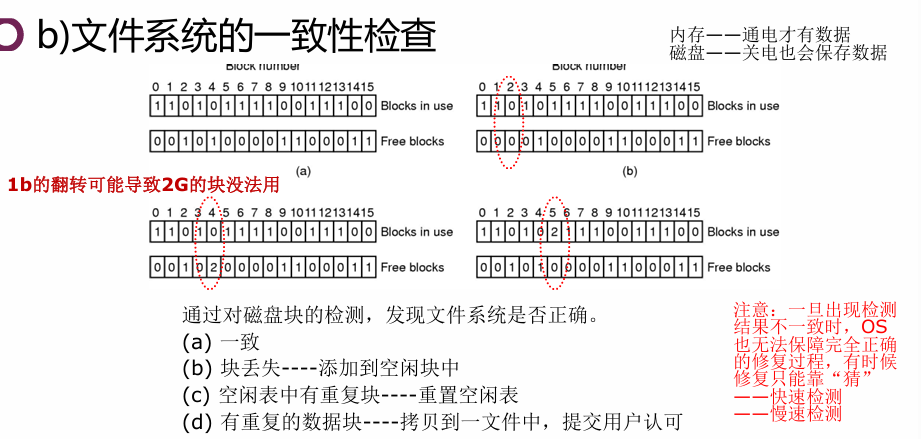 b)文件系统的一致性检查
内存——通电才有数据
磁盘——关电也会保存数据
Block number
0 1 2 3 4 5 6 7 8 9 10 11 12 13 14 15
1 1 0 1 0 1 1 1 1 0 0 1 1 1 0 0 Blocks in use
0 0 1 0 1 0 0 0 0 1 1 0 0 0 1 1 Free blocks
(a)
Block number
0 1 2 3 4 5 6 7 8 9 10 11 12 13 14 15
1 1 0 1 0 1 1 1 1 0 0 1 1 1 0 0 Blocks in use
0 0 0 0 1 0 0 0 0 1 1 0 0 0 1 1 Free blocks
(b)
1b的翻转可能导致2G的块没法用
0 1 2 3 4 5 6 7 8 9 10 11 12 13 14 15
1 1 0 1 0 1 1 1 1 0 0 1 1 1 0 0 Blocks in use
0 0 1 0 2 0 0 0 0 1 1 0 0 0 1 1 Free blocks
0 1 2 3 4 5 6 7 8 9 10 11 12 13 14 15
1 1 0 1 0 2 1 1 1 0 0 1 1 1 0 0 Blocks in use
0 0 1 0 1 0 0 0 0 1 1 0 0 0 1 1 Free blocks
通过对磁盘块的检测，发现文件系统是否正确。
(a) 一致
(b) 块丢失----添加到空闲块中
(c) 空闲表中有重复块----重置空闲表
(d) 有重复的数据块----拷贝到一文件中，提交用户认可
注意：一旦出现检测
结果不一致时，OS
也无法保障完全正确
的修复过程，有时候
修复只能靠“猜”
——快速检测
——慢速检测